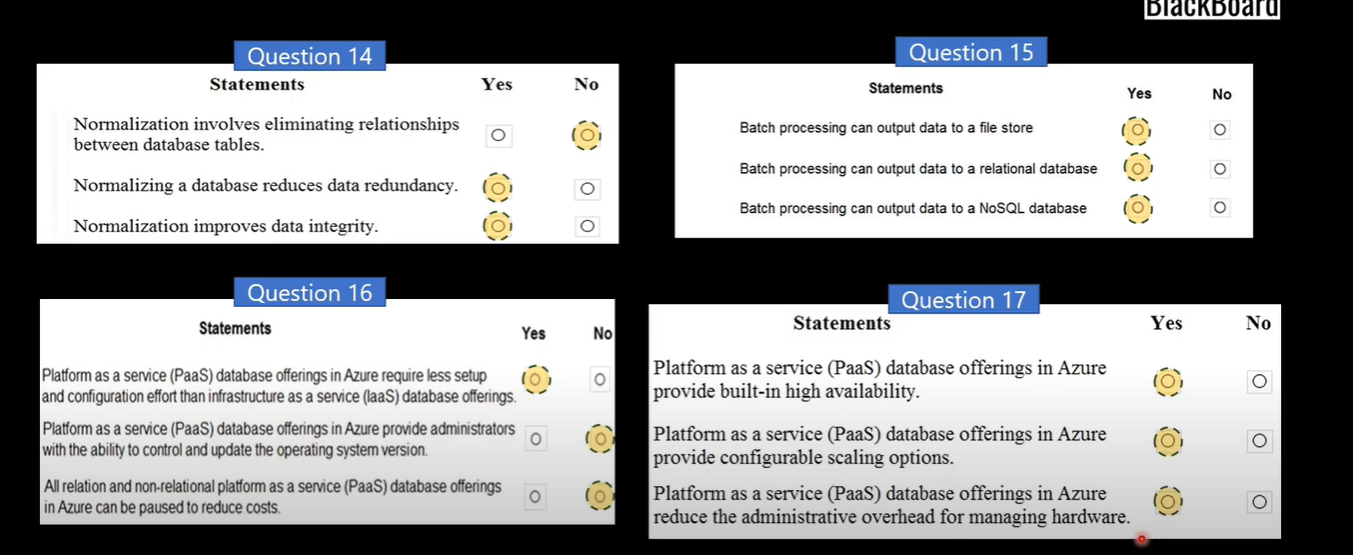 BlackBoard
Question 14
Statements Yes No
Normalization involves eliminating relationships
between database tables.
Normalizing a database reduces data redundancy.
Normalization improves data integrity.
Question 15
Statements Yes No
Batch processing can output data to a file store
Batch processing can output data to a relational database
Batch processing can output data to a NoSQL database
Question 16
Statements Yes No
Platform as a service (PaaS) database offerings in Azure require less setup
and configuration effort than infrastructure as a service (IaaS) database offerings.
Platform as a service (PaaS) database offerings in Azure provide administrators
with the ability to control and update the operating system version.
All relation and non-relational platform as a service (PaaS) database offerings
in Azure can be paused to reduce costs.
Question 17
Statements Yes No
Platform as a service (PaaS) database offerings in Azure
provide built-in high availability.
Platform as a service (PaaS) database offerings in Azure
provide configurable scaling options.
Platform as a service (PaaS) database offerings in Azure
reduce the administrative overhead for managing hardware.